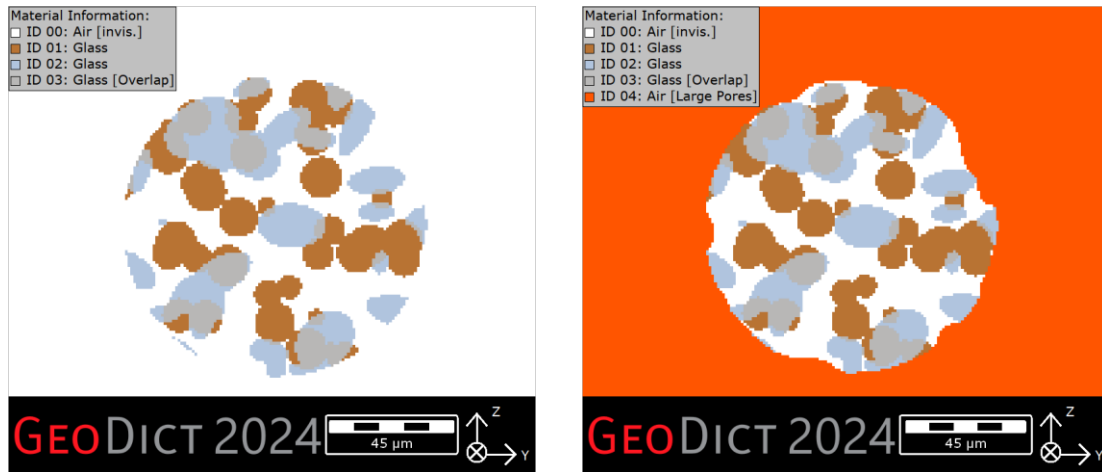 Material Information:
ID 00: Air [invis.]
ID 01: Glass
ID 02: Glass
ID 03: Glass [Overlap]
GEODICT 2024
45 µm
Z
Y
Material Information:
ID 00: Air [invis.]
ID 01: Glass
ID 02: Glass
ID 03: Glass [Overlap]
ID 04: Air [Large Pores]
GEODICT 2024
45 µm
Z
Y